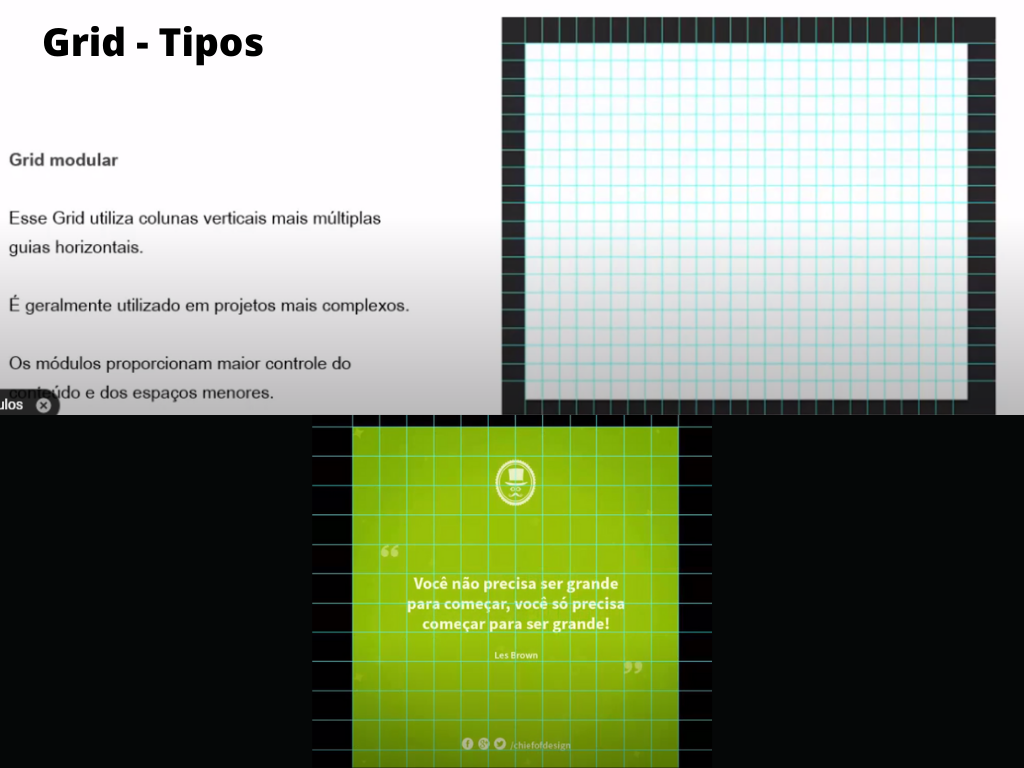 Grid - Tipos
Grid modular
Esse Grid utiliza colunas verticais mais múltiplas
guias horizontais.
É geralmente utilizado em projetos mais complexos.
Os módulos proporcionam maior controle do
conteúdo e dos espaços menores.
ulos
“
Você não precisa ser grande
para começar, você só precisa
começar para ser grande!
Les Brown
”
/chiefofdesign